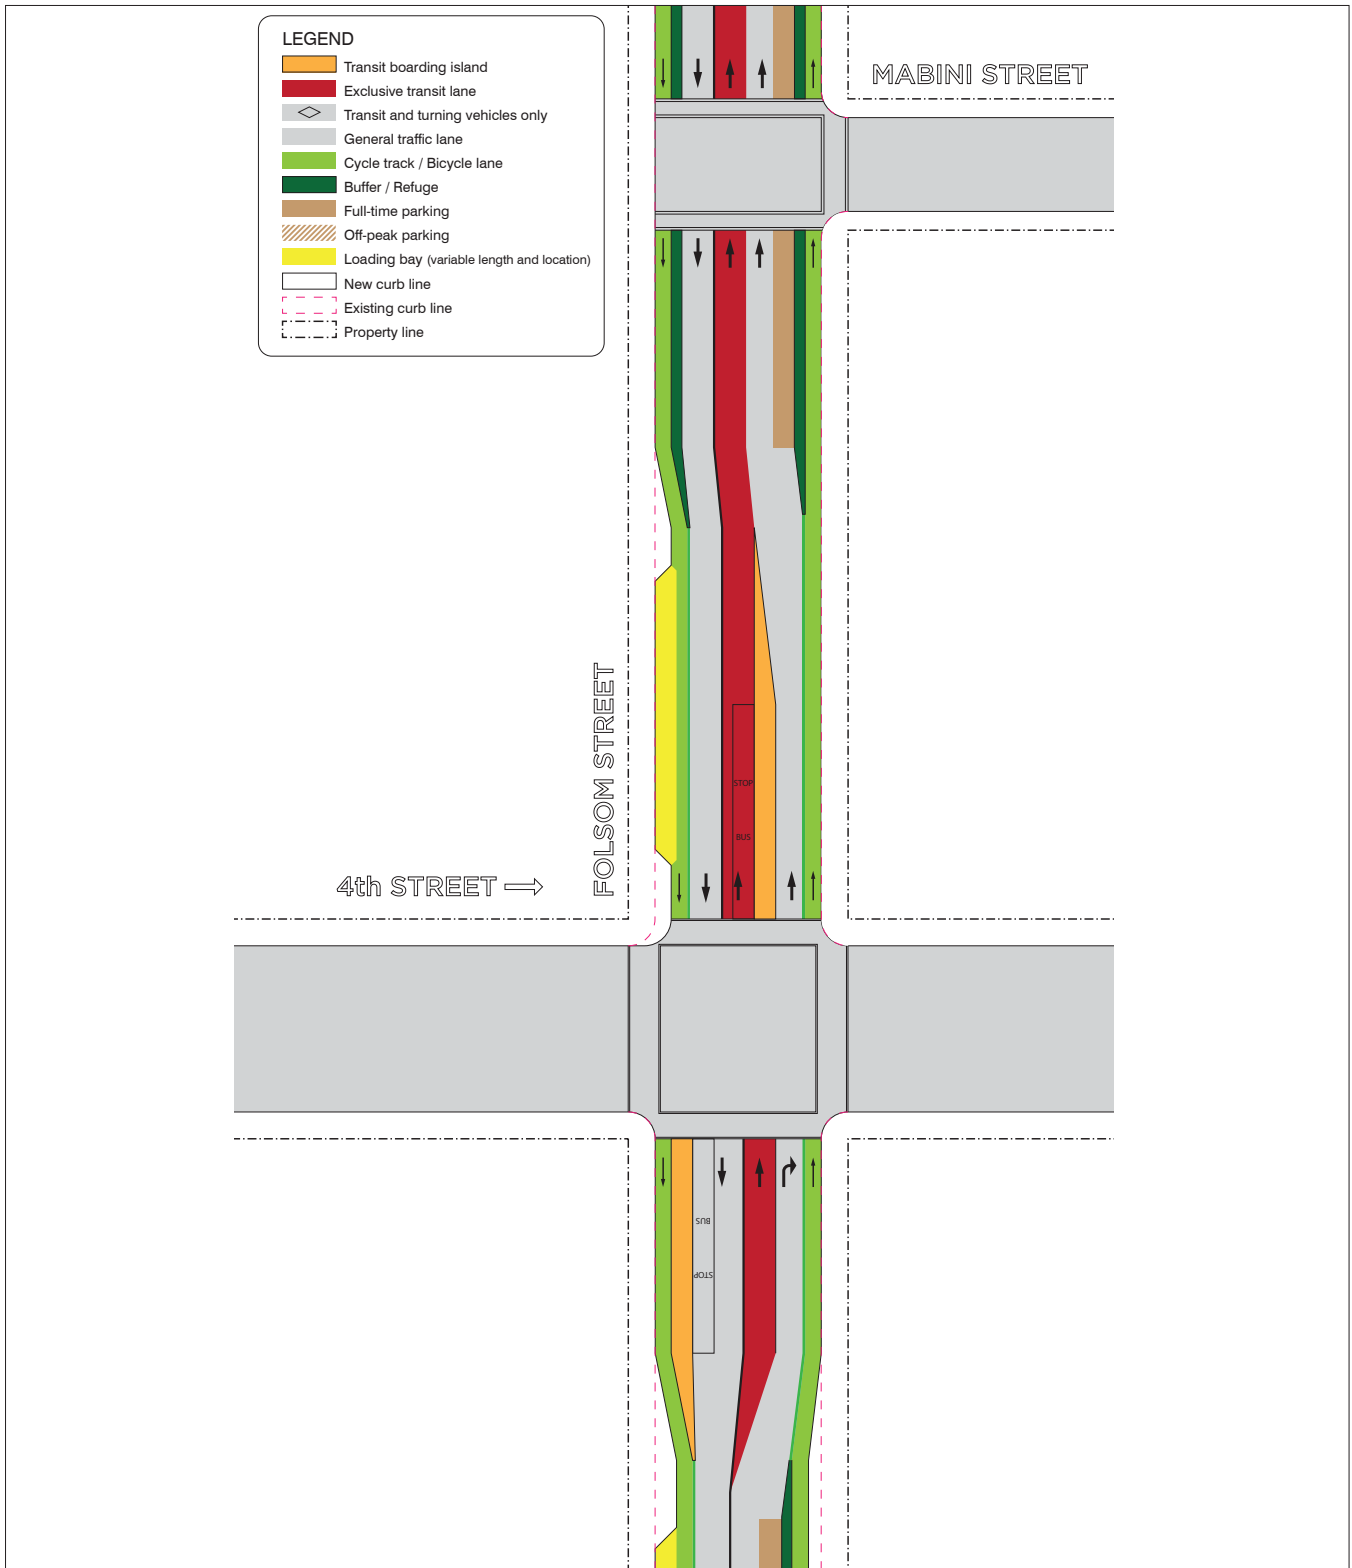 LEGEND
Transit boarding island
Exclusive transit lane
Transit and turning vehicles only
General traffic lane
Cycle track / Bicycle lane
Buffer / Refuge
Full-time parking
Off-peak parking
Loading bay (variable length and location)
New curb line
Existing curb line
Property line
MABINI STREET
FOLSOM STREET
STOP
BUS
4th STREET
BUS
STOP